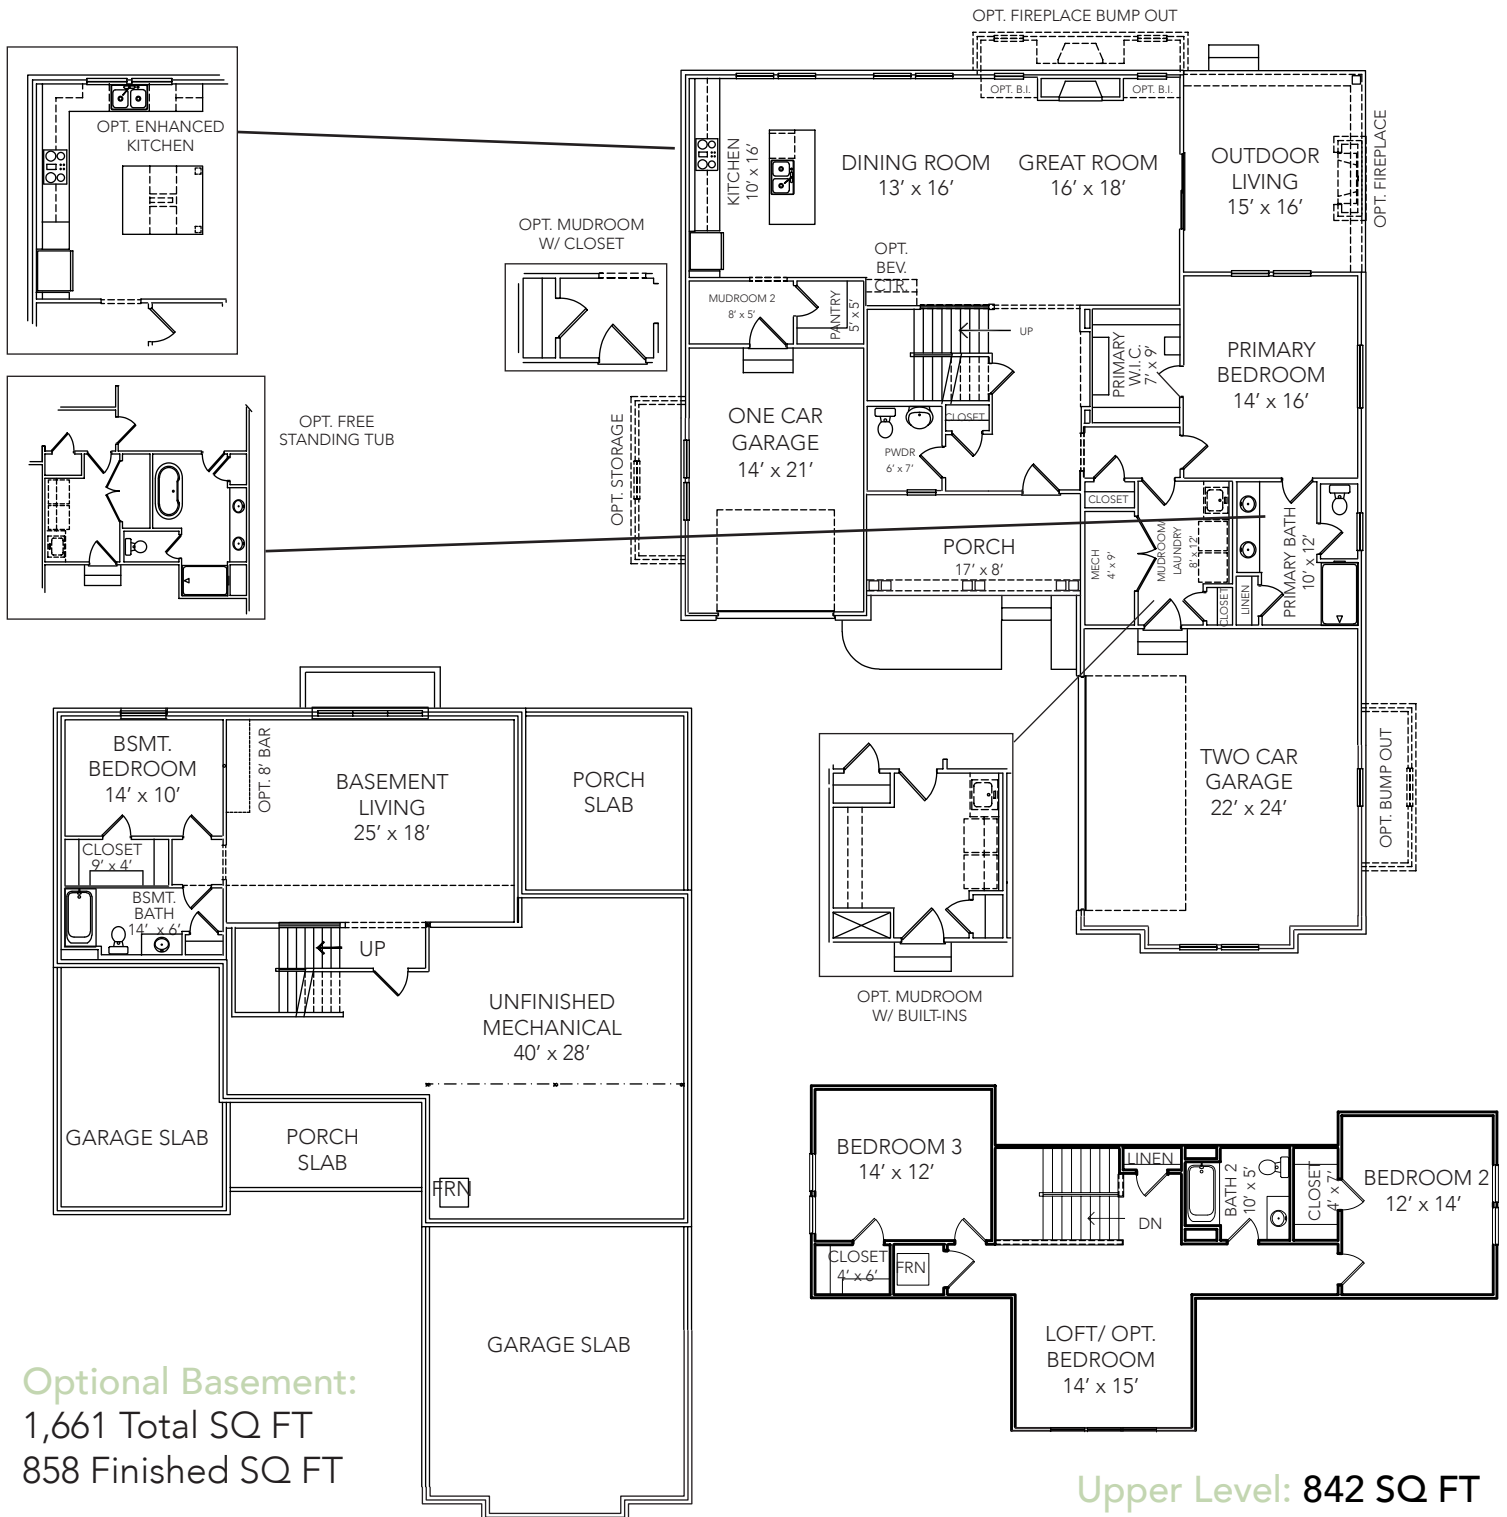 OPT. FIREPLACE BUMP OUT
OPT. ENHANCED
KITCHEN
OPT. MUDROOM
W/ CLOSET
OPT. FREE
STANDING TUB
OPT. B.I.
OPT. B.I.
KITCHEN
10' x 16'
DINING ROOM
13' x 16'
GREAT ROOM
16' x 18'
OUTDOOR
LIVING
15' x 16'
OPT. FIREPLACE
OPT.
BEV.
CTR.
MUDROOM 2
8' x 5'
PANTRY
5' x 5'
UP
PRIMARY
W.I.C.
7' x 9'
PRIMARY
BEDROOM
14' x 16'
OPT. STORAGE
ONE CAR
GARAGE
14' x 21'
CLOSET
PWDR
6' x 7'
PORCH
17' x 8'
CLOSET
MECH
4' x 9'
MUDROOM/
LAUNDRY
8' x 12'
CLOSET
LINEN
PRIMARY BATH
10' x 12'
TWO CAR
GARAGE
22' x 24'
OPT. BUMP OUT
OPT. MUDROOM
W/ BUILT-INS
BSMT.
BEDROOM
14' x 10'
OPT. 8' BAR
BASEMENT
LIVING
25' x 18'
PORCH
SLAB
CLOSET
9' x 4'
BSMT.
BATH
14' x 6'
UP
UNFINISHED
MECHANICAL
40' x 28'
GARAGE SLAB
PORCH
SLAB
FRN
GARAGE SLAB
Optional Basement:
1,661 Total SQ FT
858 Finished SQ FT
BEDROOM 3
14' x 12'
LINEN
BATH 2
10' x 5'
CLOSET
4' x 7'
BEDROOM 2
12' x 14'
DN
CLOSET
4' x 6'
FRN
LOFT/ OPT.
BEDROOM
14' x 15'
Upper Level: 842 SQ FT